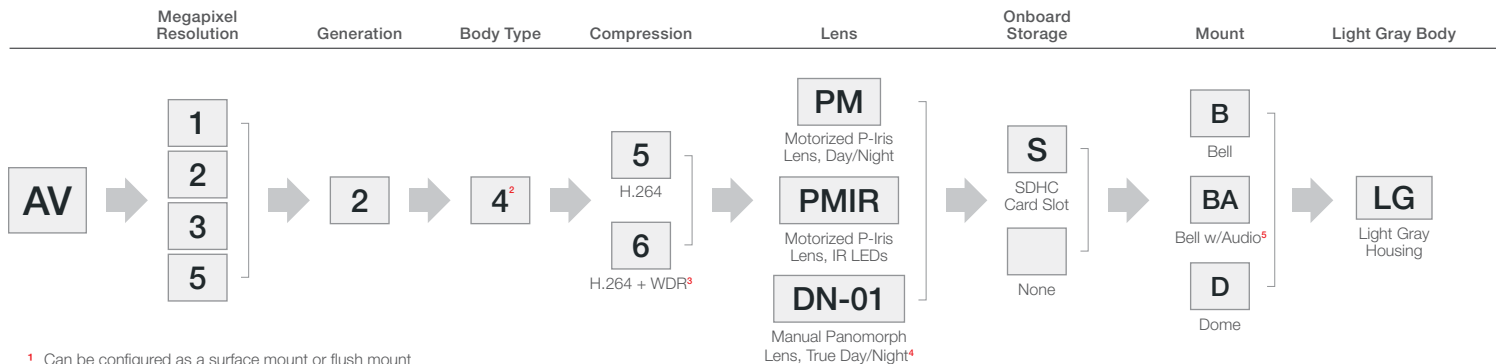 Megapixel
Resolution
Generation
Body Type
Compression
Lens
Onboard
Storage
Mount
Light Gray Body
AV
1
2
3
5
2
4²
5
H.264
6
H.264 + WDR³
PM
Motorized P-Iris
Lens, Day/Night
PMIR
Motorized P-Iris
Lens, IR LEDs
DN-01
Manual Panomorph
Lens, True Day/Night⁴
S
SDHC
Card Slot
None
B
Bell
BA
Bell w/Audio⁵
D
Dome
LG
Light Gray
Housing
¹ Can be configured as a surface mount or flush mount